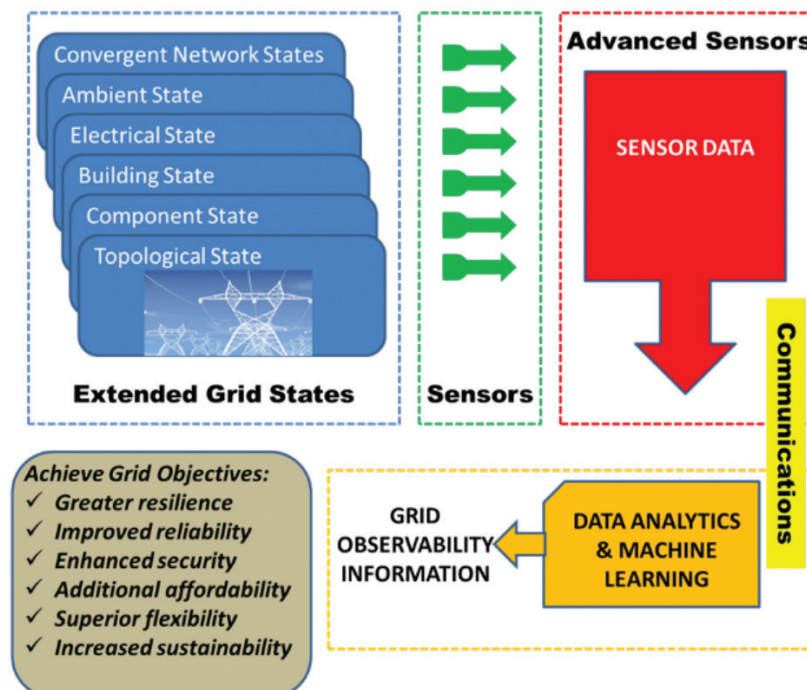 Convergent Network States
Ambient State
Electrical State
Building State
Component State
Topological State
Extended Grid States
Sensors
Advanced Sensors
SENSOR DATA
Communications
DATA ANALYTICS
& MACHINE
LEARNING
GRID
OBSERVABILITY
INFORMATION
Achieve Grid Objectives:
✓ Greater resilience
✓ Improved reliability
✓ Enhanced security
✓ Additional affordability
✓ Superior flexibility
✓ Increased sustainability